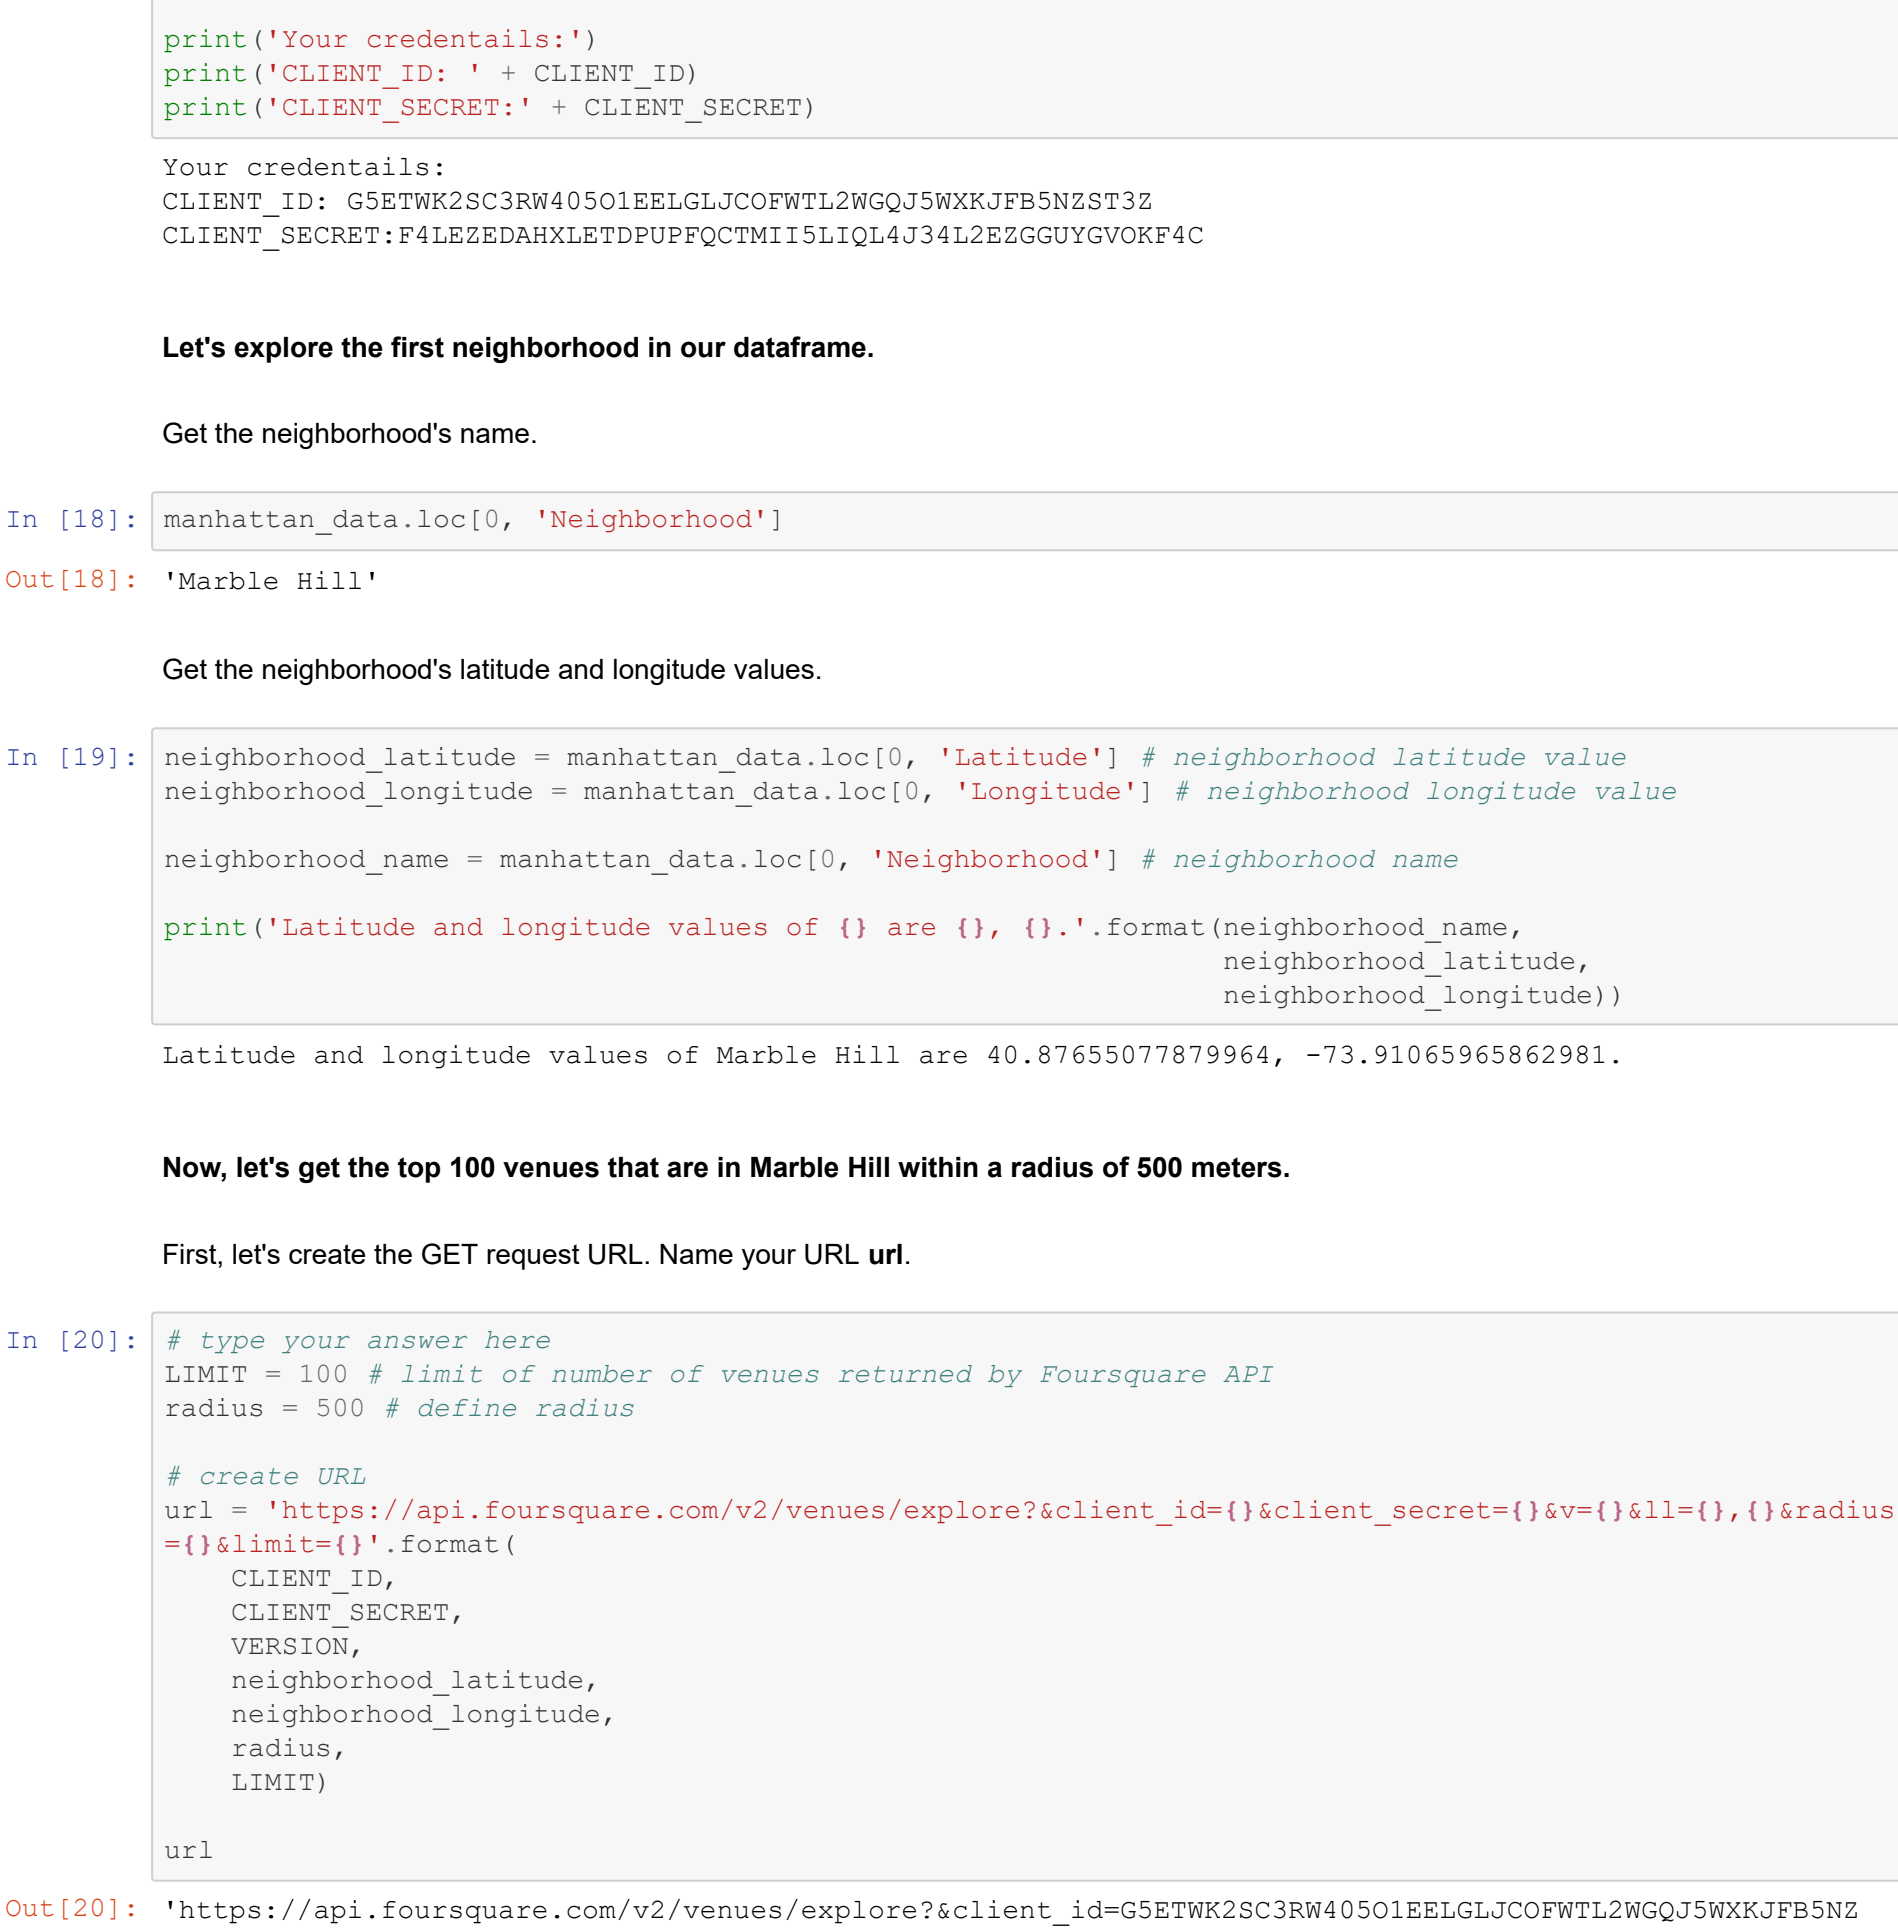 print('Your credentails:')
print('CLIENT_ID: ' + CLIENT_ID)
print('CLIENT_SECRET:' + CLIENT_SECRET)
Your credentails:
CLIENT_ID: G5ETWK2SC3RW405O1EELGLJCOFWTL2WGQJ5WXKJFB5NZST3Z
CLIENT_SECRET:F4LEZEDAHXLETDPUPFQCTMII5LIQL4J34L2EZGGUYGVOKF4C
Let's explore the first neighborhood in our dataframe.
Get the neighborhood's name.
In [18]: manhattan_data.loc[0, 'Neighborhood']
Out[18]: 'Marble Hill'
Get the neighborhood's latitude and longitude values.
In [19]: neighborhood_latitude = manhattan_data.loc[0, 'Latitude'] # neighborhood latitude value
neighborhood_longitude = manhattan_data.loc[0, 'Longitude'] # neighborhood longitude value
neighborhood_name = manhattan_data.loc[0, 'Neighborhood'] # neighborhood name
print('Latitude and longitude values of {} are {}, {}.'.format(neighborhood_name,
neighborhood_latitude,
neighborhood_longitude))
Latitude and longitude values of Marble Hill are 40.87655077879964, -73.91065965862981.
Now, let's get the top 100 venues that are in Marble Hill within a radius of 500 meters.
First, let's create the GET request URL. Name your URL url.
In [20]: # type your answer here
LIMIT = 100 # limit of number of venues returned by Foursquare API
radius = 500 # define radius
# create URL
url = 'https://api.foursquare.com/v2/venues/explore?&client_id={}&client_secret={}&v={}&ll={},{}&radius
={}&limit={}'.format(
CLIENT_ID,
CLIENT_SECRET,
VERSION,
neighborhood_latitude,
neighborhood_longitude,
radius,
LIMIT)
url
Out[20]: 'https://api.foursquare.com/v2/venues/explore?&client_id=G5ETWK2SC3RW405O1EELGLJCOFWTL2WGQJ5WXKJFB5NZ